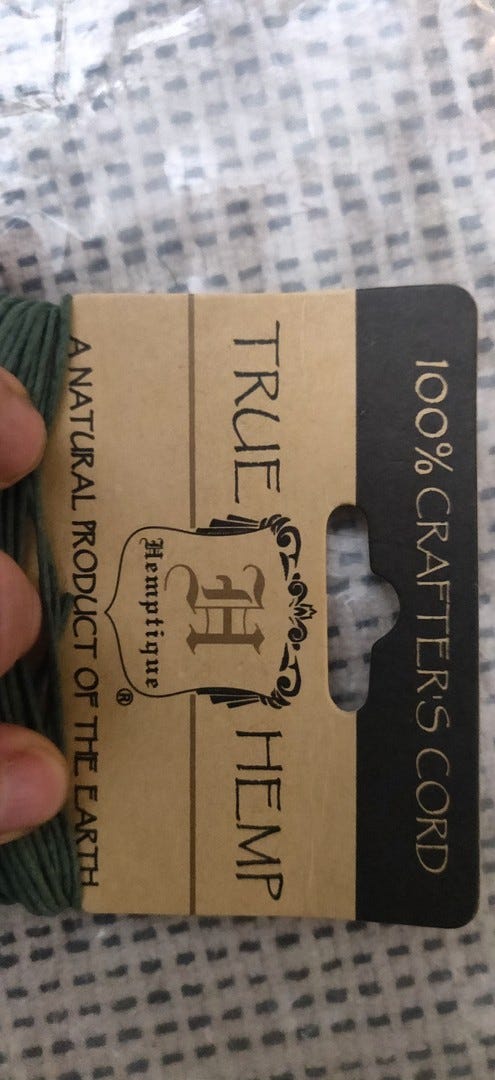 100% CRAFTER'S CORD
TRUE HEMP
H
Hemptique®
A NATURAL PRODUCT OF THE EARTH